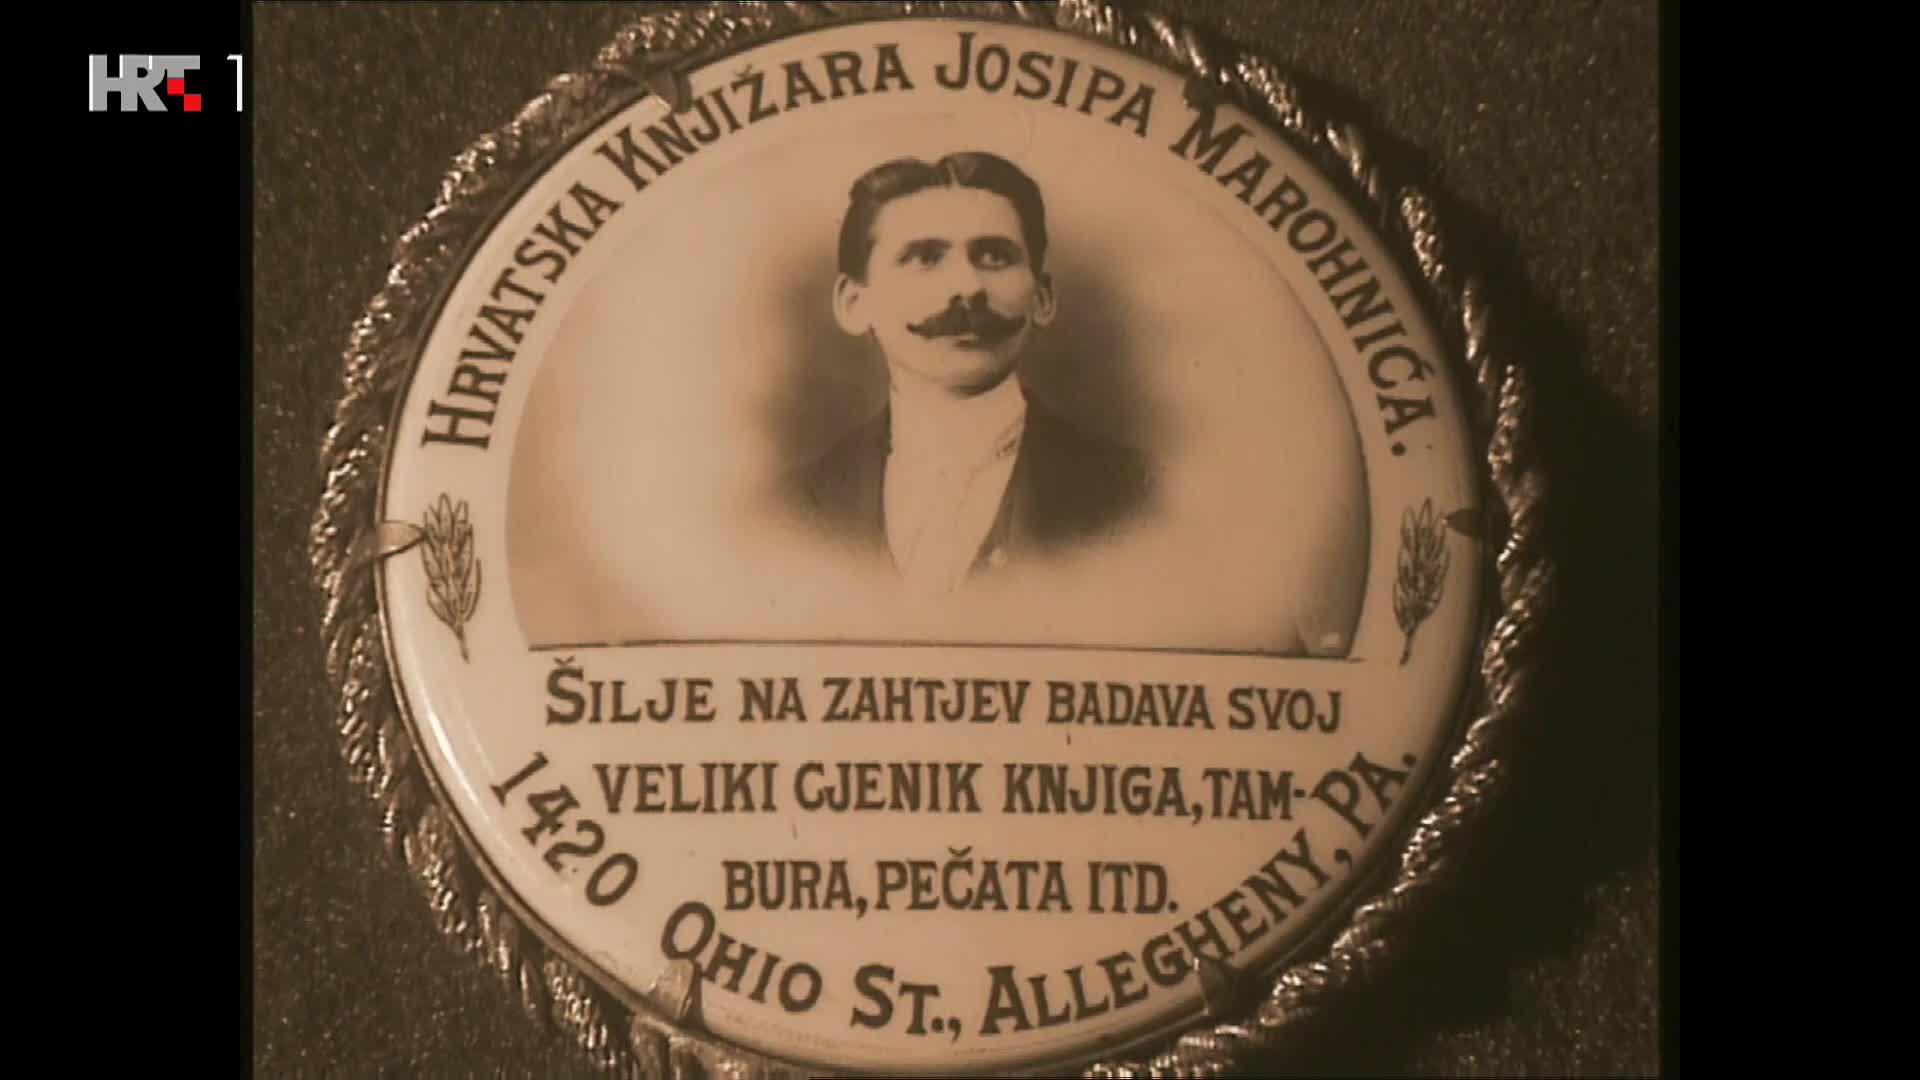 HRT 1
HRVATSKA KNJIŽARA JOSIPA MAROHNIĆA.
ŠILJE NA ZAHTJEV BADAVA SVOJ
VELIKI CJENIK KNJIGA, TAM-
BURA, PEČATA ITD.
1420 OHIO ST., ALLEGHENY, PA.